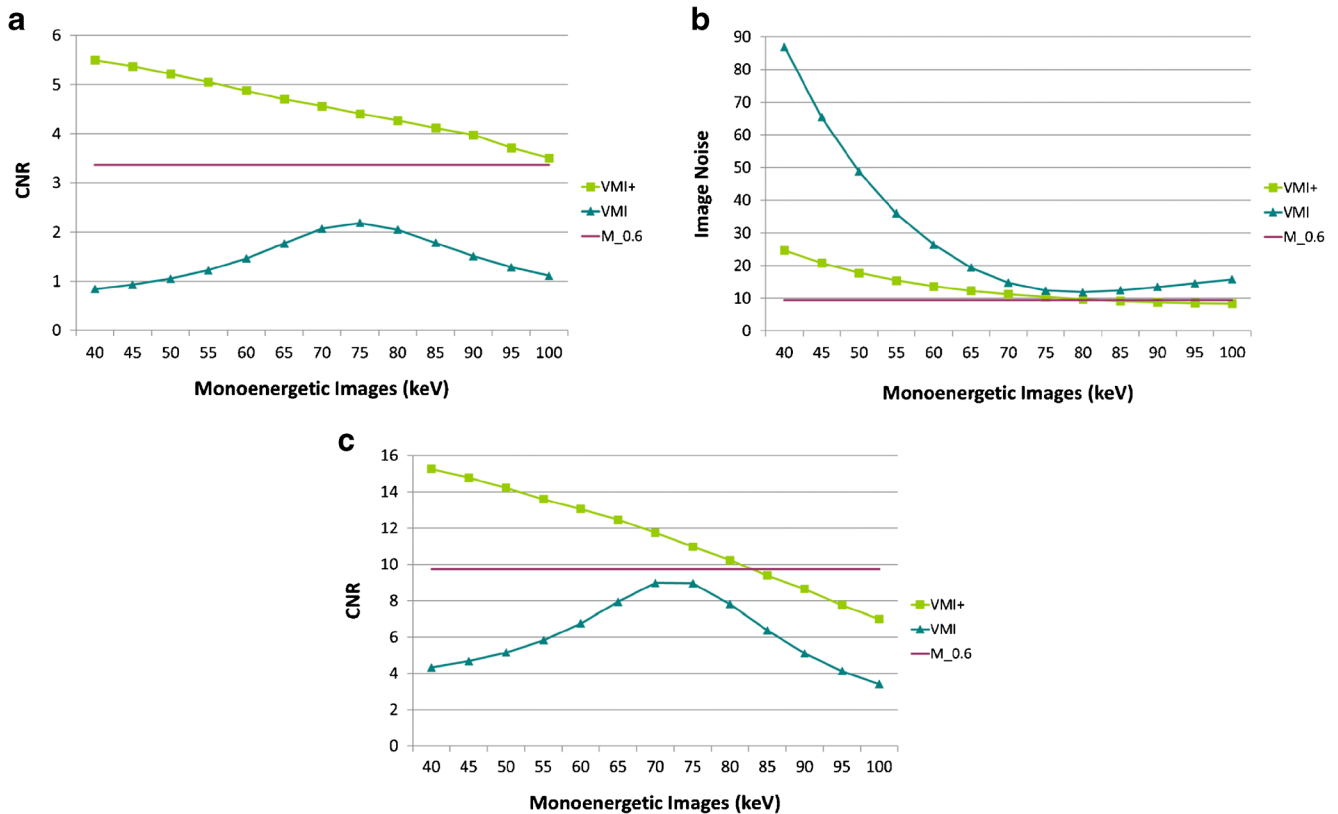 a
6
5
4
3
2
1
0
CNR
40 45 50 55 60 65 70 75 80 85 90 95 100
Monoenergetic Images (keV)
VMI+
VMI
M_0.6
b
90
80
70
60
50
40
30
20
10
0
Image Noise
40 45 50 55 60 65 70 75 80 85 90 95 100
Monoenergetic Images (keV)
VMI+
VMI
M_0.6
c
16
14
12
10
8
6
4
2
0
CNR
40 45 50 55 60 65 70 75 80 85 90 95 100
Monoenergetic Images (keV)
VMI+
VMI
M_0.6